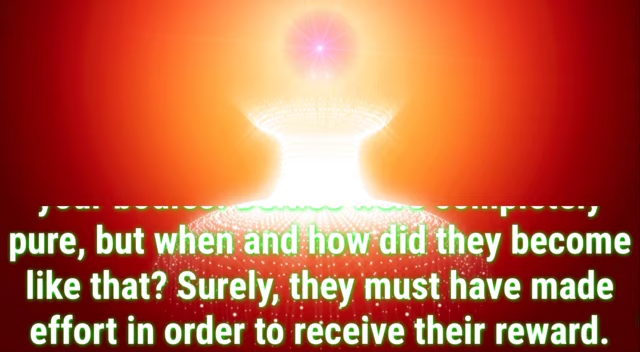 completely
pure, but when and how did they become
like that? Surely, they must have made
effort in order to receive their reward.